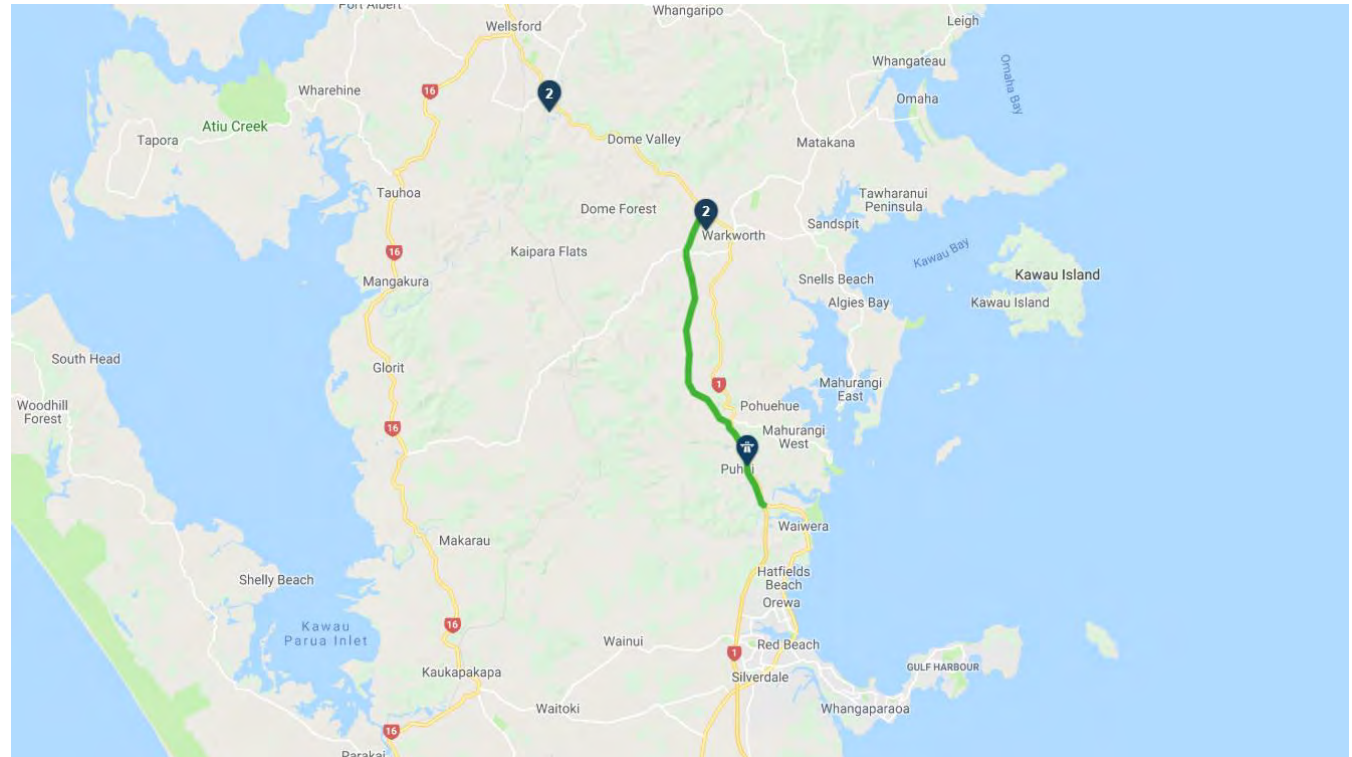 Port Albert
Whangaripo
Leigh
Wellsford
Whangateau
Omaha Bay
16
Wharehine
2
Omaha
Atiu Creek
Tapora
Dome Valley
Matakana
Tauhoa
Tawharanui
Peninsula
Dome Forest
2
Sandspit
Warkworth
16
Kaipara Flats
Kawau Bay
Mangakura
Snells Beach
Kawau Island
Algies Bay
Kawau Island
South Head
Glorit
1
Mahurangi
East
Woodhill
Forest
Pohuehue
16
Mahurangi
West
Puhoi
Waiwera
Makarau
Hatfields
Beach
Shelly Beach
Orewa
Kawau
Parua Inlet
16
Wainui
Red Beach
1
GULF HARBOUR
Kaukapakapa
Silverdale
Waitoki
Whangaparaoa
16
Parakai